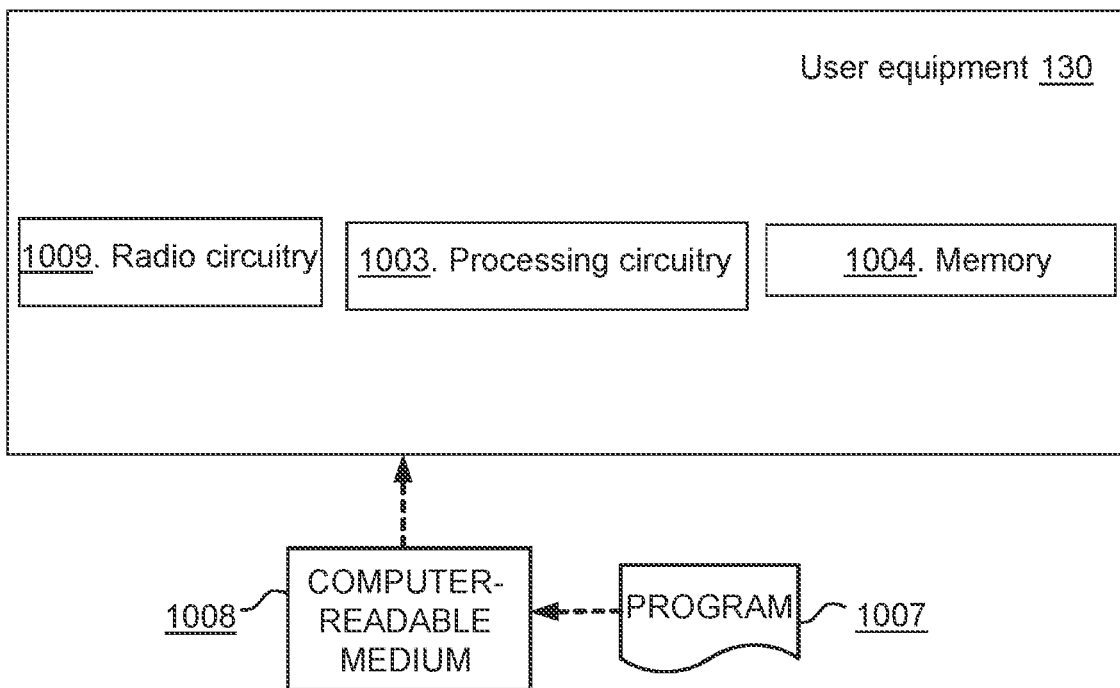 User equipment 130
1009. Radio circuitry
1003. Processing circuitry
1004. Memory
1008
COMPUTER-
READABLE
MEDIUM
PROGRAM
1007